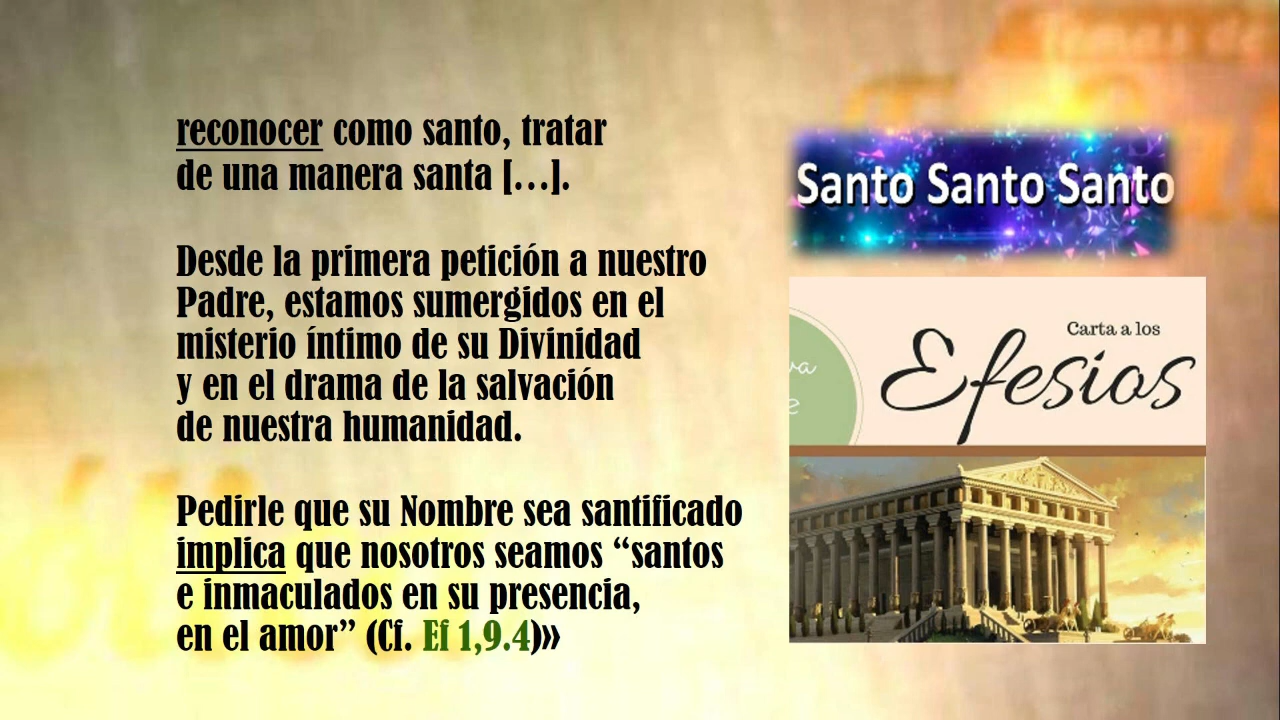 reconocer como santo, tratar
de una manera santa […].
Desde la primera petición a nuestro
Padre, estamos sumergidos en el
misterio íntimo de su Divinidad
y en el drama de la salvación
de nuestra humanidad.
Pedirle que su Nombre sea santificado
implica que nosotros seamos “santos
e inmaculados en su presencia,
en el amor” (Cf. Ef 1,9.4)»
Santo Santo Santo
Carta a los
Efesios